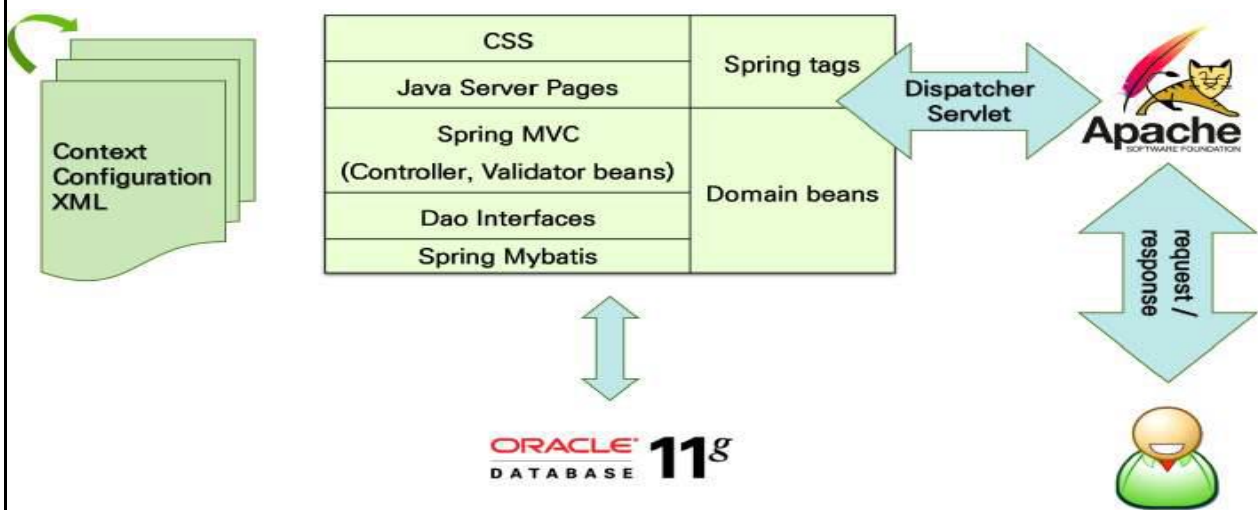 Context
Configuration
XML
CSS
Java Server Pages
Spring tags
Spring MVC
(Controller, Validator beans)
Dao Interfaces
Spring Mybatis
Domain beans
Dispatcher
Servlet
Apache
SOFTWARE FOUNDATION
request /
response
ORACLE
DATABASE
11g